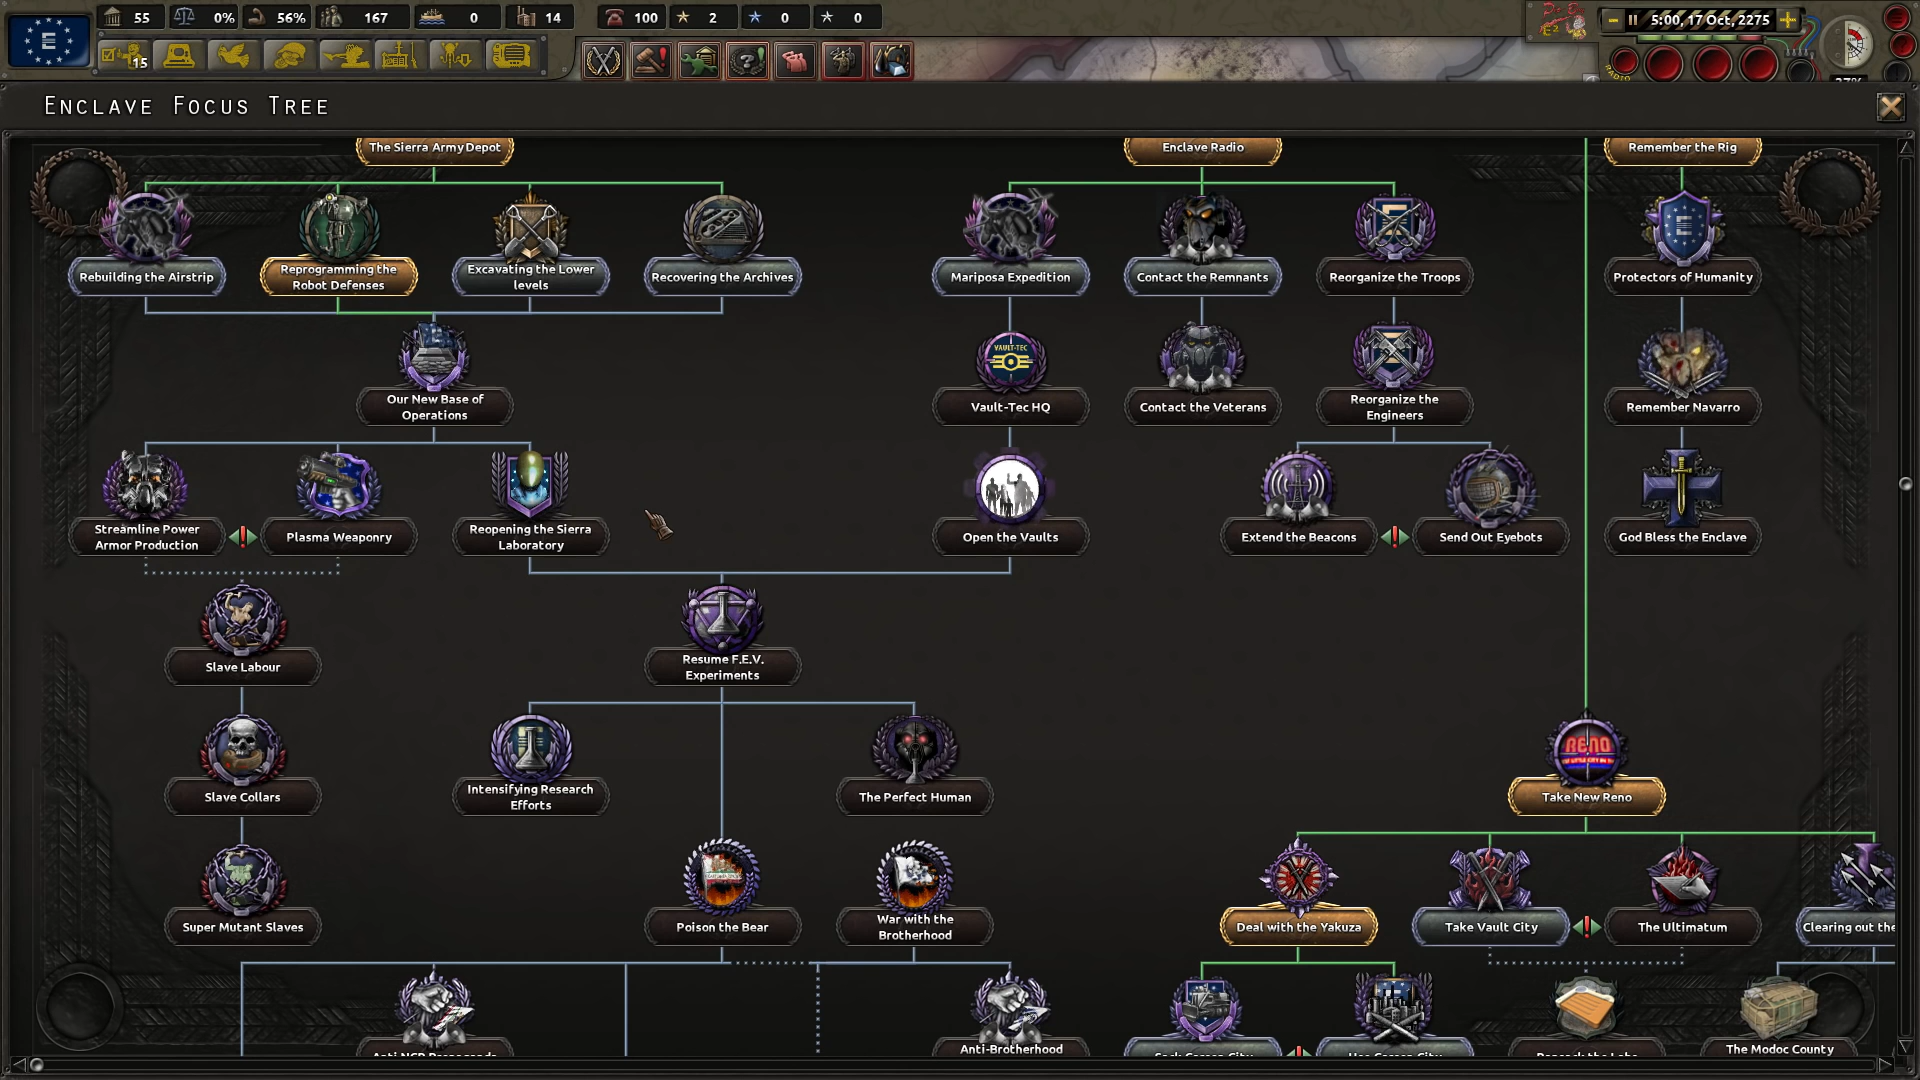 55
0%
56%
167
0
14
100
2
0
0
5:00, 17 Oct, 2275
E
15
RADIO
Enclave Focus Tree
The Sierra Army Depot
Enclave Radio
Remember the Rig
Rebuilding the Airstrip
Reprogramming the
Robot Defenses
Excavating the Lower
levels
Recovering the Archives
Mariposa Expedition
Contact the Remnants
Reorganize the Troops
E
Protectors of Humanity
Our New Base of
Operations
VAULT-TEC
Vault-Tec HQ
Contact the Veterans
Reorganize the
Engineers
Remember Navarro
Streamline Power
Armor Production
Plasma Weaponry
Reopening the Sierra
Laboratory
Open the Vaults
Extend the Beacons
Send Out Eyebots
God Bless the Enclave
Slave Labour
Resume F.E.V.
Experiments
Slave Collars
Intensifying Research
Efforts
The Perfect Human
RENO
Take New Reno
Super Mutant Slaves
Poison the Bear
War with the
Brotherhood
Deal with the Yakuza
Take Vault City
The Ultimatum
Clearing out the
Anti-Brotherhood
The Modoc County